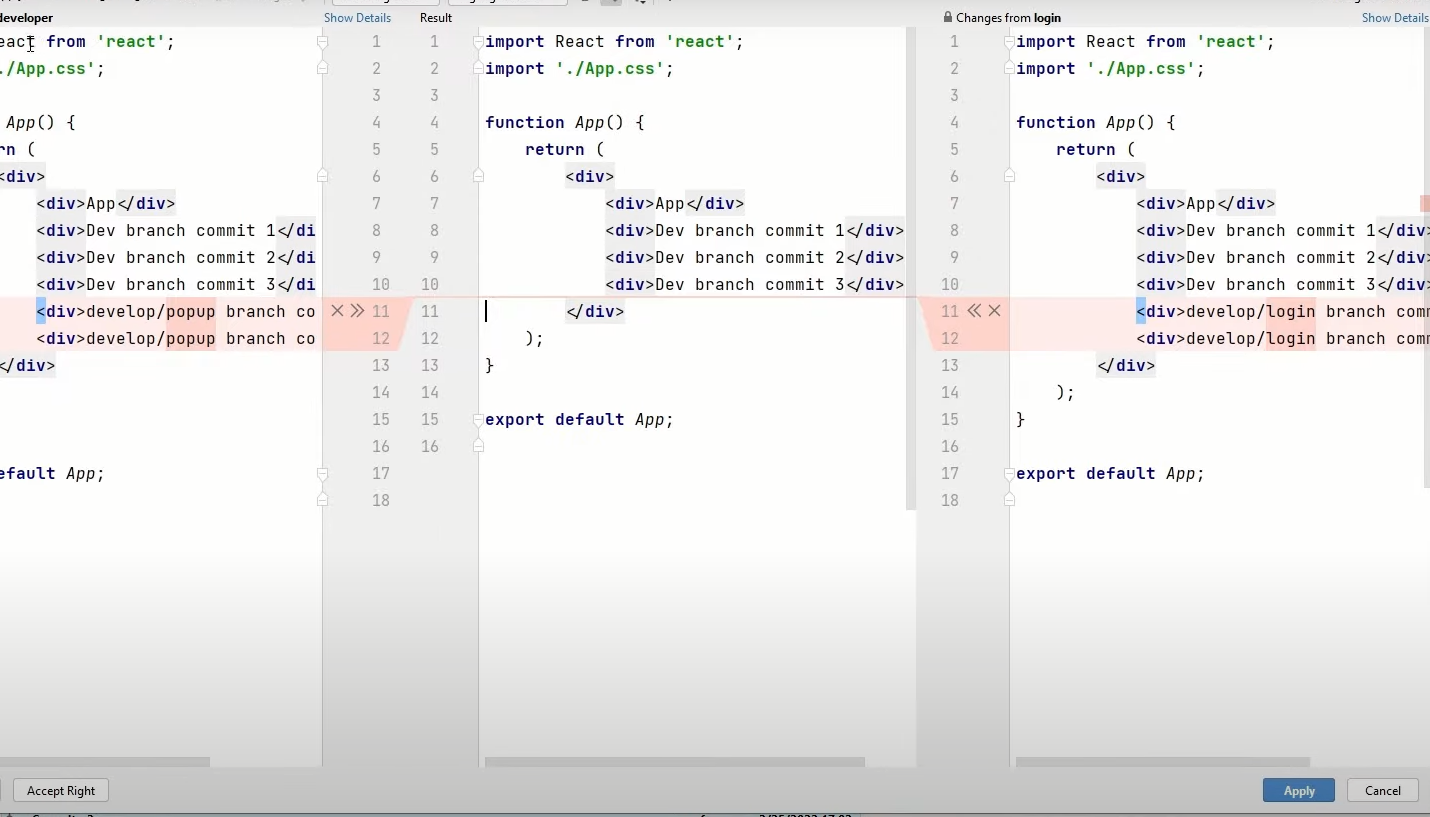 developer
Show Details
Result
Changes from login
Show Details
eact from 'react';
./App.css';
App() {
rn (
<div>
<div>App</div>
<div>Dev branch commit 1</di
<div>Dev branch commit 2</di
<div>Dev branch commit 3</di
<div>develop/popup branch co
<div>develop/popup branch co
</div>
efault App;
1
2
3
4
5
6
7
8
9
10
11
12
13
14
15
16
17
18
1
2
3
4
5
6
7
8
9
10
11
12
13
14
15
16
import React from 'react';
import './App.css';
function App() {
return (
<div>
<div>App</div>
<div>Dev branch commit 1</div>
<div>Dev branch commit 2</div>
<div>Dev branch commit 3</div>
</div>
);
}
export default App;
1
2
3
4
5
6
7
8
9
10
11
12
13
14
15
16
17
18
import React from 'react';
import './App.css';
function App() {
return (
<div>
<div>App</div>
<div>Dev branch commit 1</div>
<div>Dev branch commit 2</div>
<div>Dev branch commit 3</div>
<div>develop/login branch comm
<div>develop/login branch comm
</div>
);
}
export default App;
Accept Right
Apply
Cancel